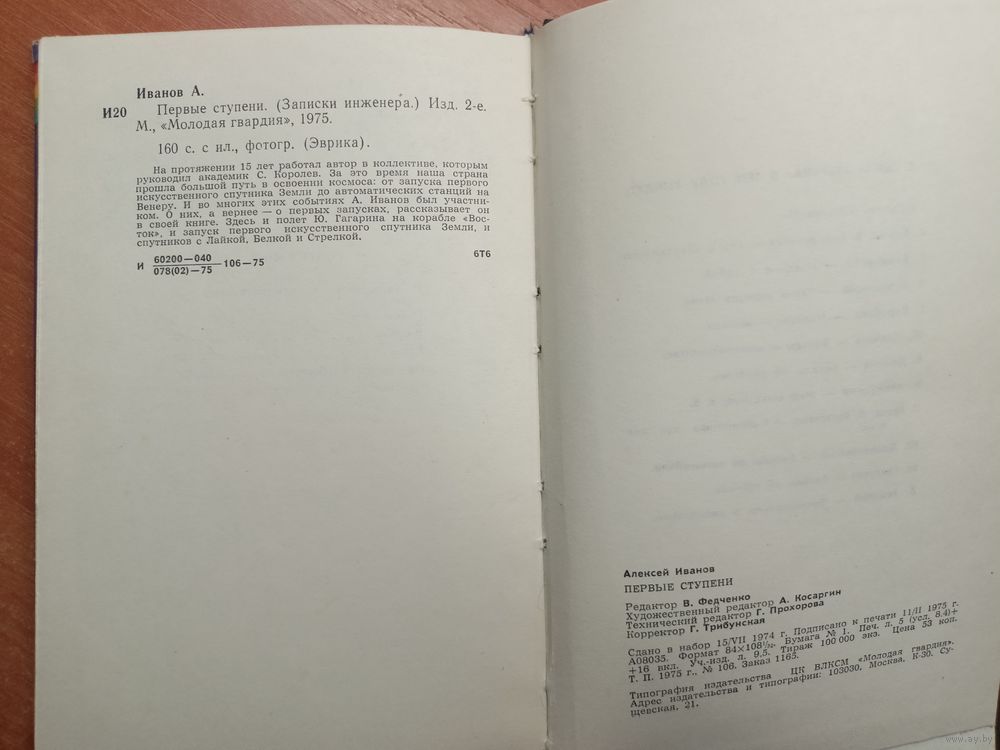 Иванов А.
И20 Первые ступени. (Записки инженера.) Изд. 2-е.
М., «Молодая гвардия», 1975.
160 с. с ил., фотогр. (Эврика).
На протяжении 15 лет работал автор в коллективе, которым
руководил академик С. Королев. За это время наша страна
прошла большой путь в освоении космоса: от запуска первого
искусственного спутника Земли до автоматических станций на
Венеру. И во многих этих событиях А. Иванов был участни-
ком. О них, а вернее — о первых запусках, рассказывает он
в своей книге. Здесь и полет Ю. Гагарина на корабле «Вос-
ток», и запуск первого искусственного спутника Земли, и
спутников с Лайкой, Белкой и Стрелкой.
И 60200—040
078(02)—75 106—75 6Т6
Алексей Иванов
ПЕРВЫЕ СТУПЕНИ
Редактор В. Федченко
Художественный редактор А. Косаргин
Технический редактор Г. Прохорова
Корректор Г. Трибунская
Сдано в набор 15/VII 1974 г. Подписано к печати 11/II 1975 г.
А08035. Формат 84×108¹/₃₂. Бумага № 1. Печ. л. 5 (усл. 8,4)+
+16 вкл. Уч.-изд. л. 9,5. Тираж 100 000 экз. Цена 53 коп.
Т. П. 1975 г., № 106. Заказ 1165.
Типография издательства ЦК ВЛКСМ «Молодая гвардия».
Адрес издательства и типографии: 103030, Москва, К-30, Су-
щевская, 21.
www.ay.by